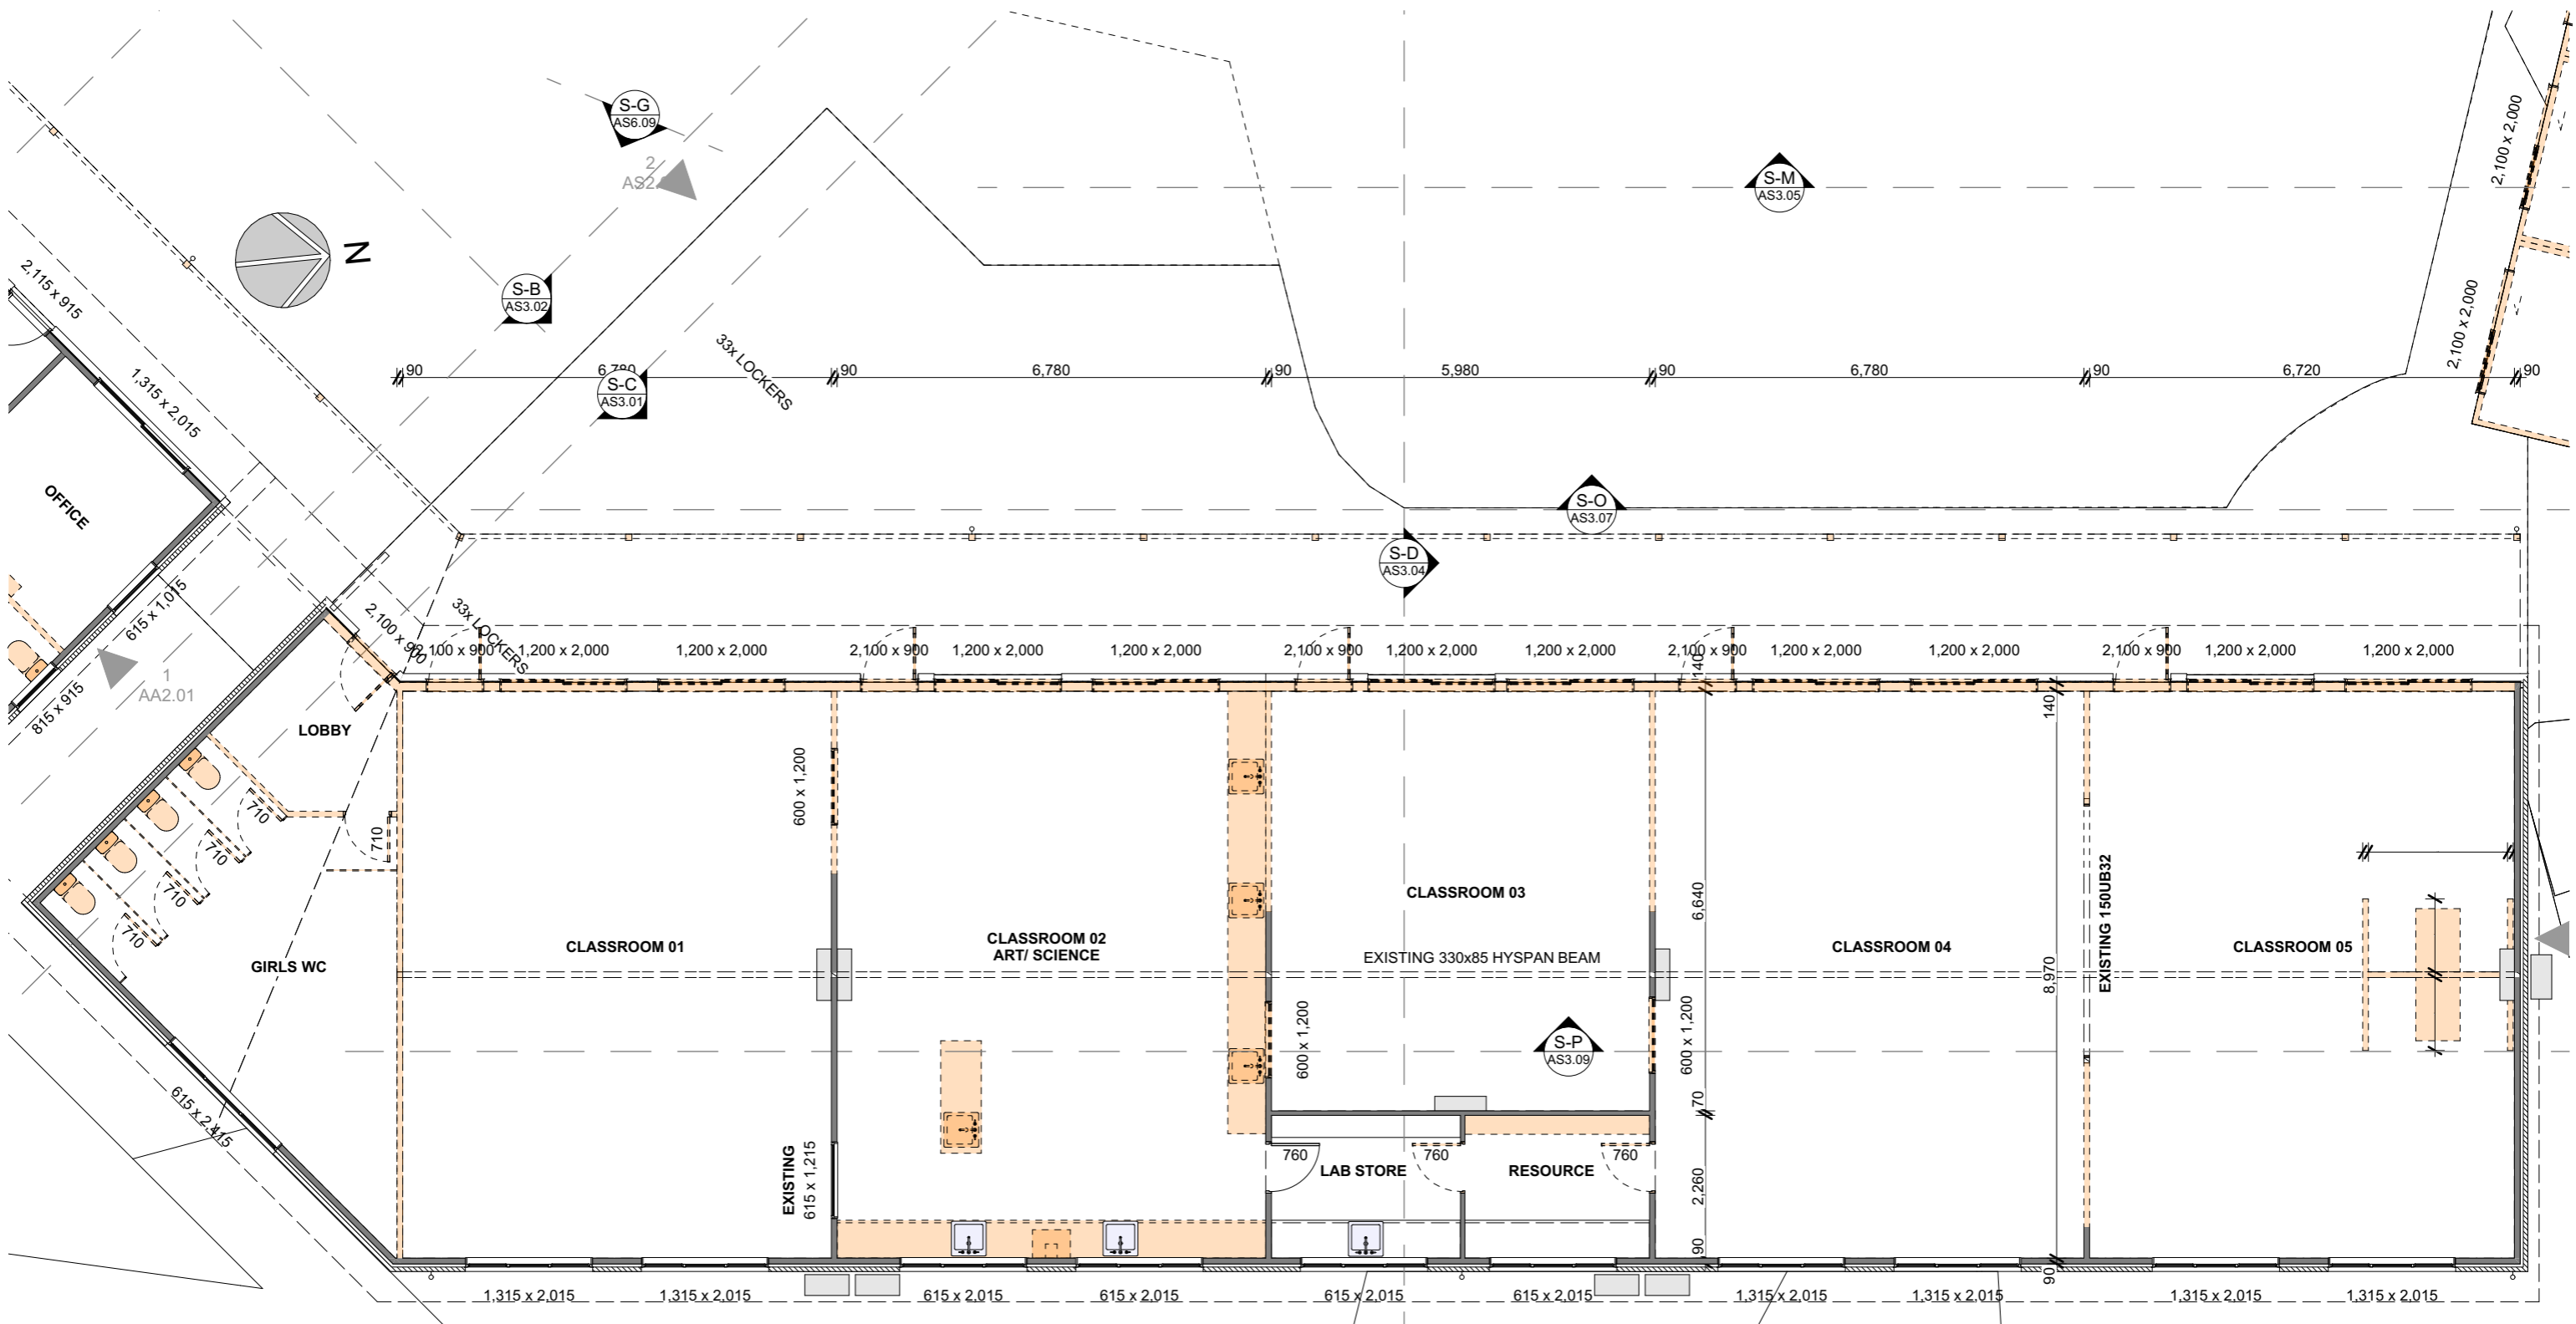 S-G
AS6.09
2
AS2.
S-M
AS3.05
2,100 x 2,000
N
S-B
AS3.02
2,115 x 915
2,100 x 2,000
33x LOCKERS
90
6,780
90
6,780
90
5,980
90
6,780
90
6,720
90
S-C
AS3.01
1,315 x 2,015
OFFICE
S-O
AS3.07
S-D
AS3.04
615 x 1,015
33x LOCKERS
2,100 x 900
2,100 x 900
1,200 x 2,000
1,200 x 2,000
2,100 x 900
1,200 x 2,000
1,200 x 2,000
2,100 x 900
1,200 x 2,000
1,200 x 2,000
2,100 x 900
1,200 x 2,000
1,200 x 2,000
2,100 x 900
1,200 x 2,000
1,200 x 2,000
140
1
AA2.01
815 x 915
140
LOBBY
600 x 1,200
710
710
710
710
710
CLASSROOM 03
6,640
EXISTING 150UB32
CLASSROOM 01
CLASSROOM 02
ART/ SCIENCE
CLASSROOM 04
CLASSROOM 05
EXISTING 330x85 HYSPAN BEAM
GIRLS WC
8,970
600 x 1,200
600 x 1,200
S-P
AS3.09
70
615 x 2,415
EXISTING
615 x 1,215
760
LAB STORE
760
RESOURCE
760
2,260
90
90
1,315 x 2,015
1,315 x 2,015
615 x 2,015
615 x 2,015
615 x 2,015
615 x 2,015
1,315 x 2,015
1,315 x 2,015
1,315 x 2,015
1,315 x 2,015